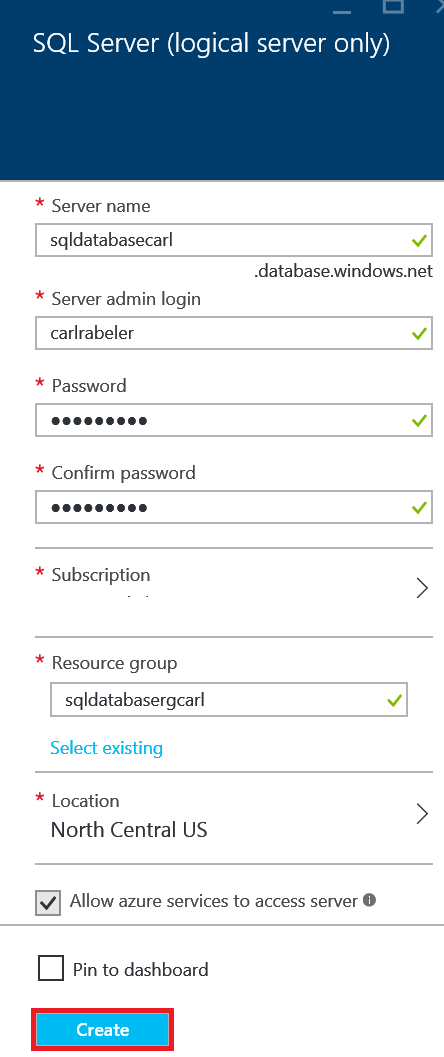 SQL Server (logical server only)
* Server name
sqldatabasecarl
.database.windows.net
* Server admin login
carlrabeler
* Password
●●●●●●●●●
* Confirm password
●●●●●●●●●
* Subscription
* Resource group
sqldatabasergcarl
Select existing
* Location
North Central US
Allow azure services to access server
Pin to dashboard
Create